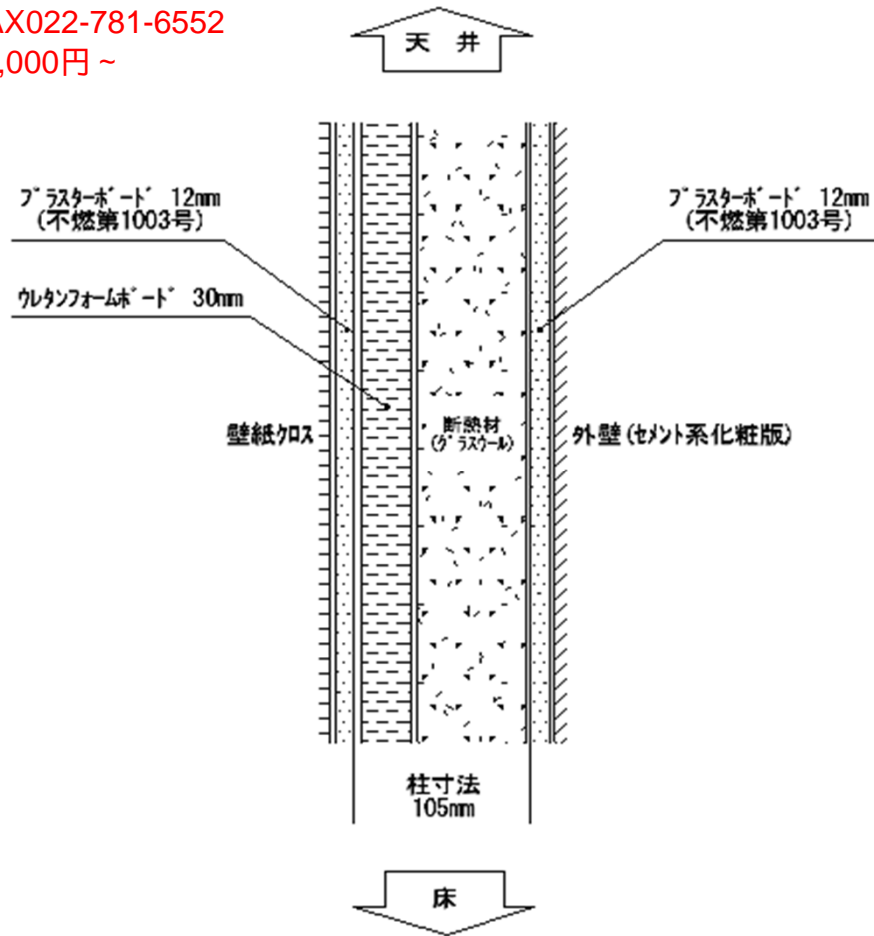 AX022-781-6552
,000円 ~
天 井
プラスターボード 12mm
(不燃第1003号)
プラスターボード 12mm
(不燃第1003号)
ウレタンフォームボード 30mm
壁紙クロス
断熱材
(グラスウール)
外壁(セメント系化粧版)
柱寸法
105mm
床